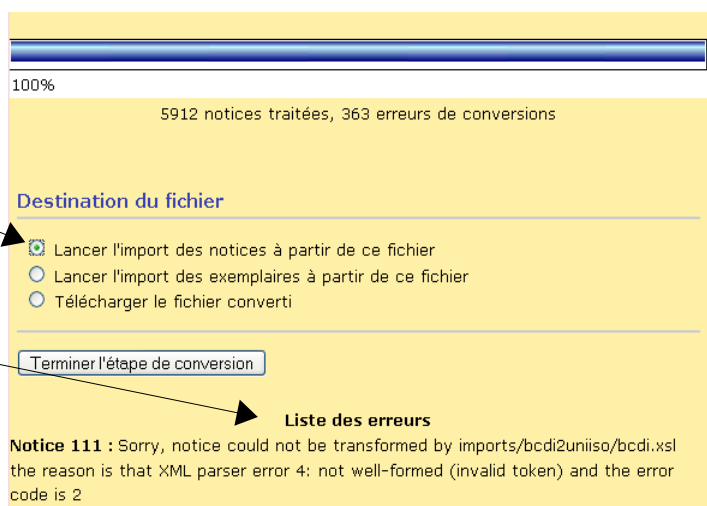 100%
5912 notices traitées, 363 erreurs de conversions
Destination du fichier
Lancer l'import des notices à partir de ce fichier
Lancer l'import des exemplaires à partir de ce fichier
Télécharger le fichier converti
Terminer l'étape de conversion
Liste des erreurs
Notice 111 : Sorry, notice could not be transformed by imports/bcdi2uniiso/bcdi.xsl
the reason is that XML parser error 4: not well-formed (invalid token) and the error
code is 2